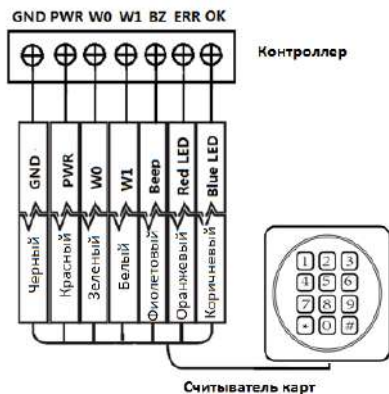 GND PWR W0 W1 BZ ERR OK
Контроллер
GND
PWR
W0
W1
Beep
Red LED
Blue LED
Черный
Красный
Зеленый
Белый
Фиолетовый
Оранжевый
Коричневый
1 2 3
4 5 6
7 8 9
* 0 #
Считыватель карт